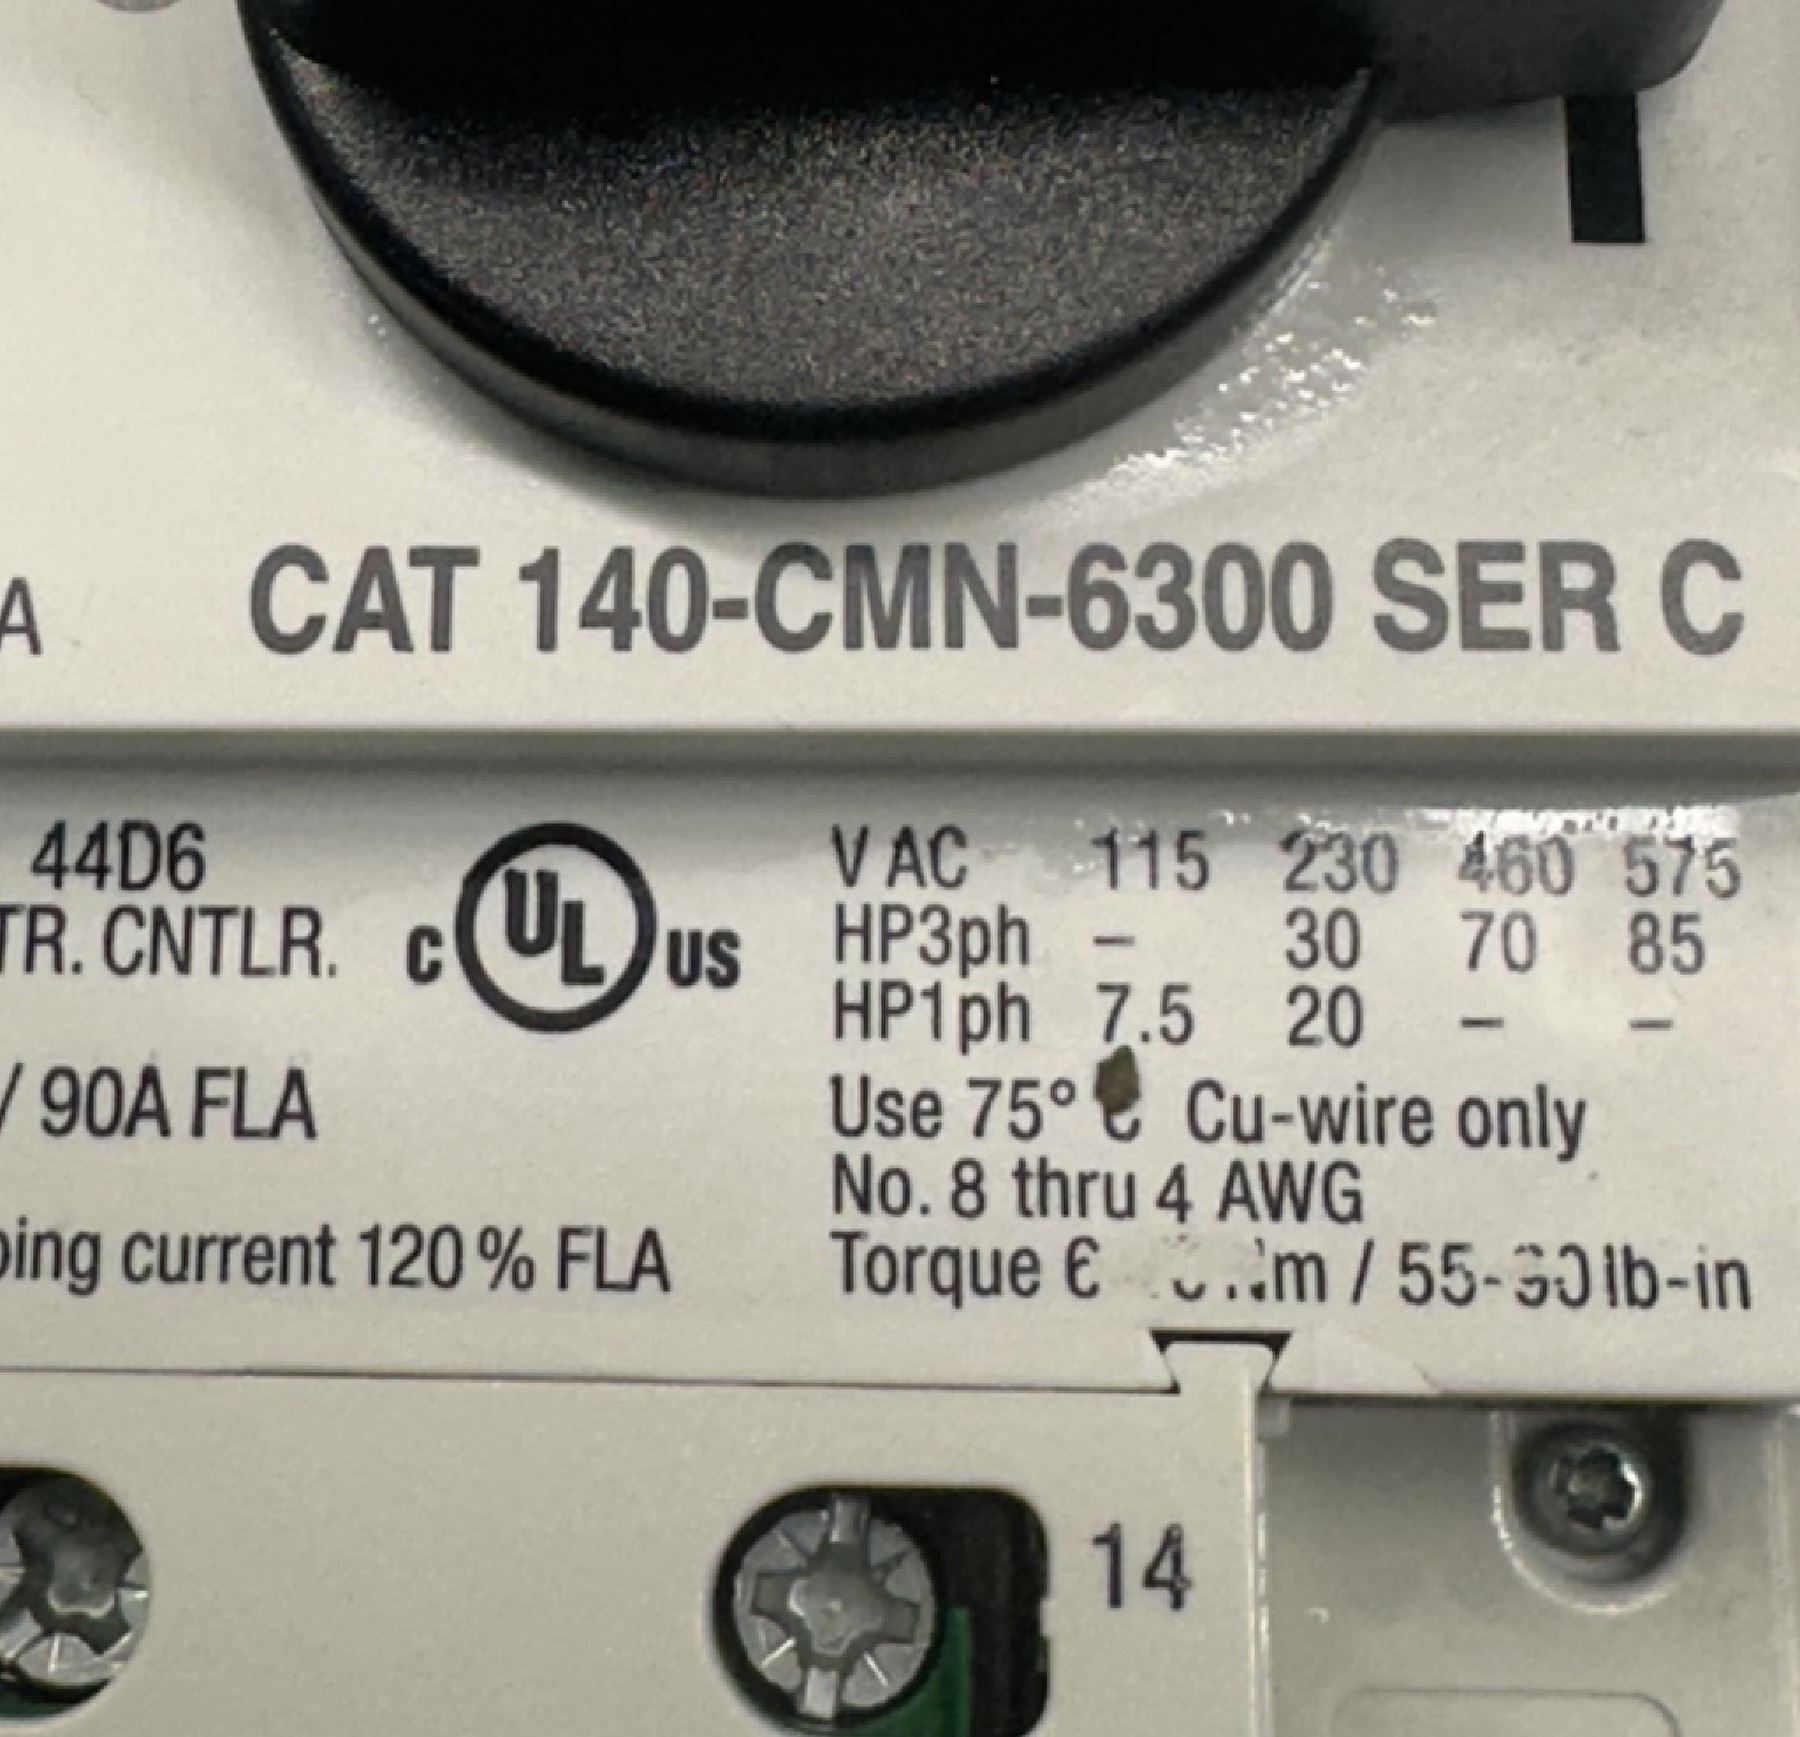 A CAT 140-CMN-6300 SER C
44D6
TR. CNTLR.
C UL US
/ 90A FLA
ping current 120% FLA
V AC 115 230 460 575
HP3ph – 30 70 85
HP1ph 7.5 20 – –
Use 75° C Cu-wire only
No. 8 thru 4 AWG
Torque / 55- lb-in
14